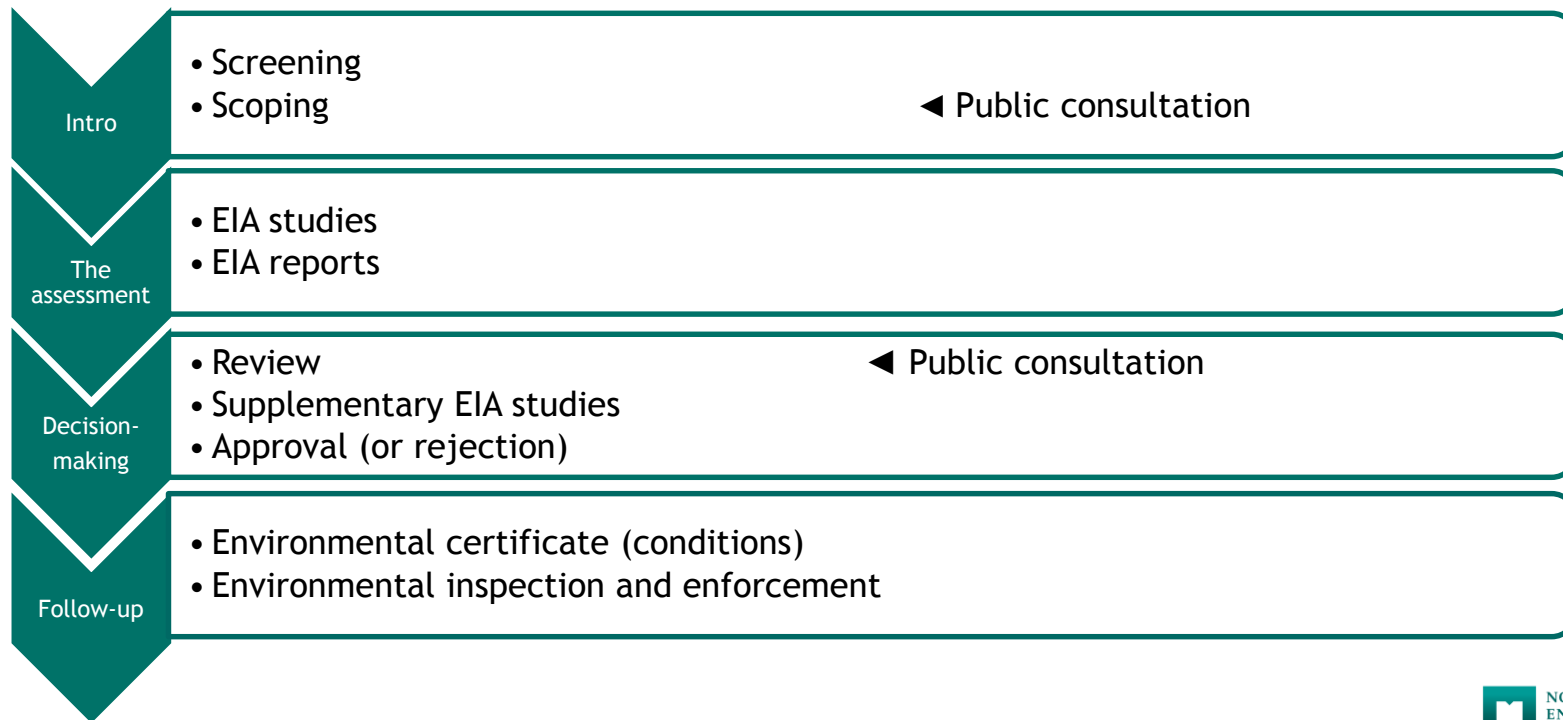 Intro
• Screening
• Scoping ◄ Public consultation
The
assessment
• EIA studies
• EIA reports
Decision-
making
• Review ◄ Public consultation
• Supplementary EIA studies
• Approval (or rejection)
Follow-up
• Environmental certificate (conditions)
• Environmental inspection and enforcement